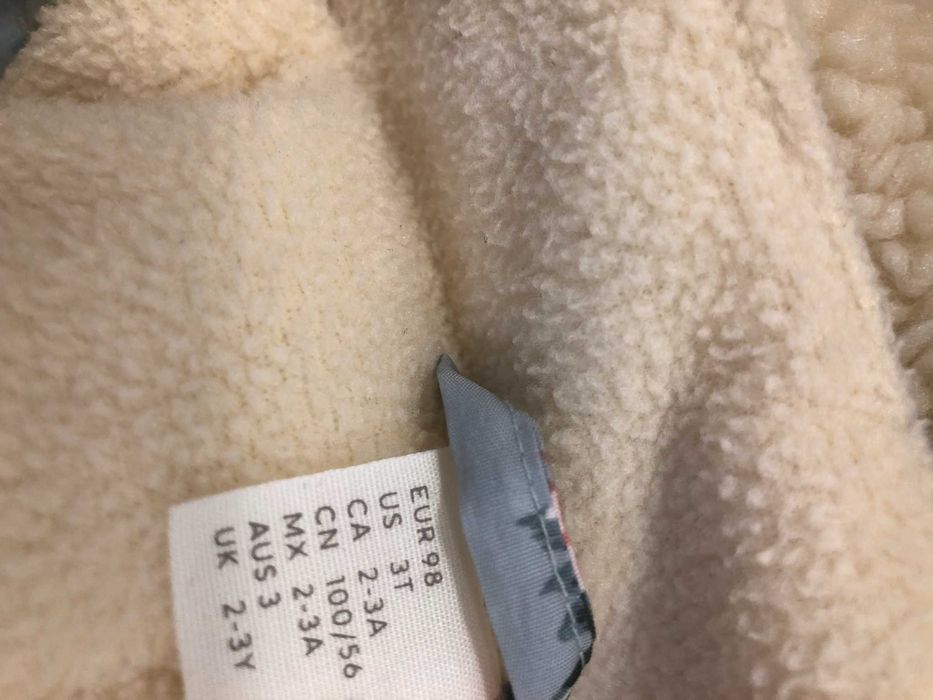 EUR 98
US 3T
CA 2-3A
CN 100/56
MX 2-3A
AUS 3
UK 2-3Y